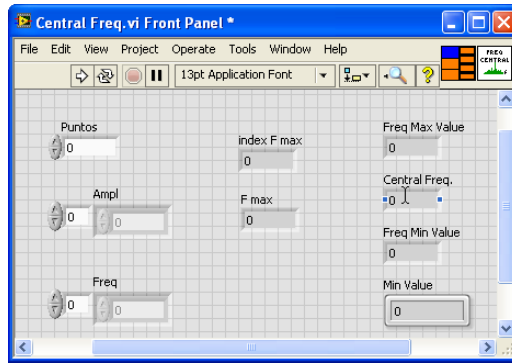 Central Freq.vi Front Panel *
File Edit View Project Operate Tools Window Help
13pt Application Font
FREQ
CENTRAL
Puntos
0
index F max
0
Freq Max Value
0
Ampl
0 0
F max
0
Central Freq.
0
Freq Min Value
0
Freq
0 0
Min Value
0